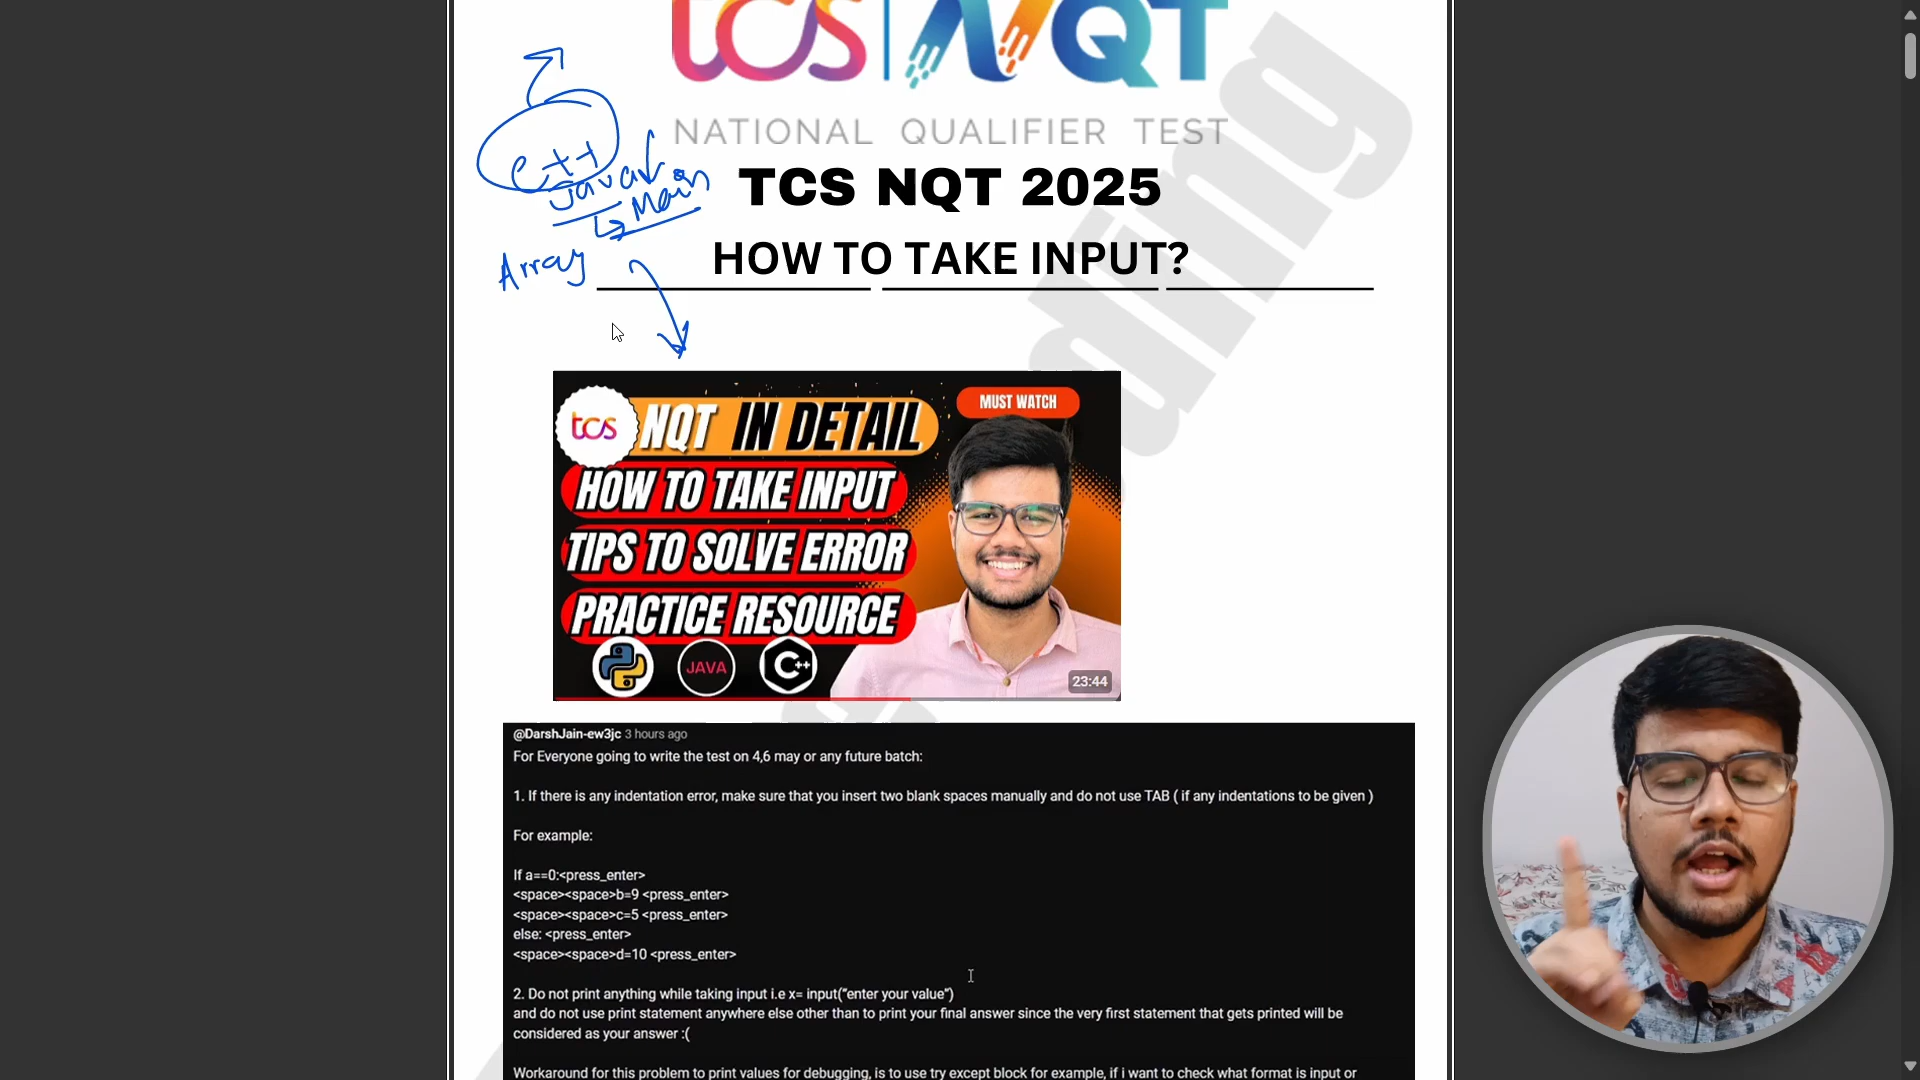 tcs NQT
NATIONAL QUALIFIER TEST
TCS NQT 2025
HOW TO TAKE INPUT?
C++
Java
Main
Array
tcs NQT IN DETAIL
MUST WATCH
HOW TO TAKE INPUT
TIPS TO SOLVE ERROR
PRACTICE RESOURCE
JAVA
C++
23:44
@DarshJain-ew3jc 3 hours ago
For Everyone going to write the test on 4,6 may or any future batch:
1. If there is any indentation error, make sure that you insert two blank spaces manually and do not use TAB ( if any indentations to be given )
For example:
If a==0:<press_enter>
<space><space>b=9 <press_enter>
<space><space>c=5 <press_enter>
else: <press_enter>
<space><space>d=10 <press_enter>
2. Do not print anything while taking input i.e x= input(“enter your value”)
and do not use print statement anywhere else other than to print your final answer since the very first statement that gets printed will be
considered as your answer :(
Workaround for this problem to print values for debugging, is to use try except block for example, if i want to check what format is input or